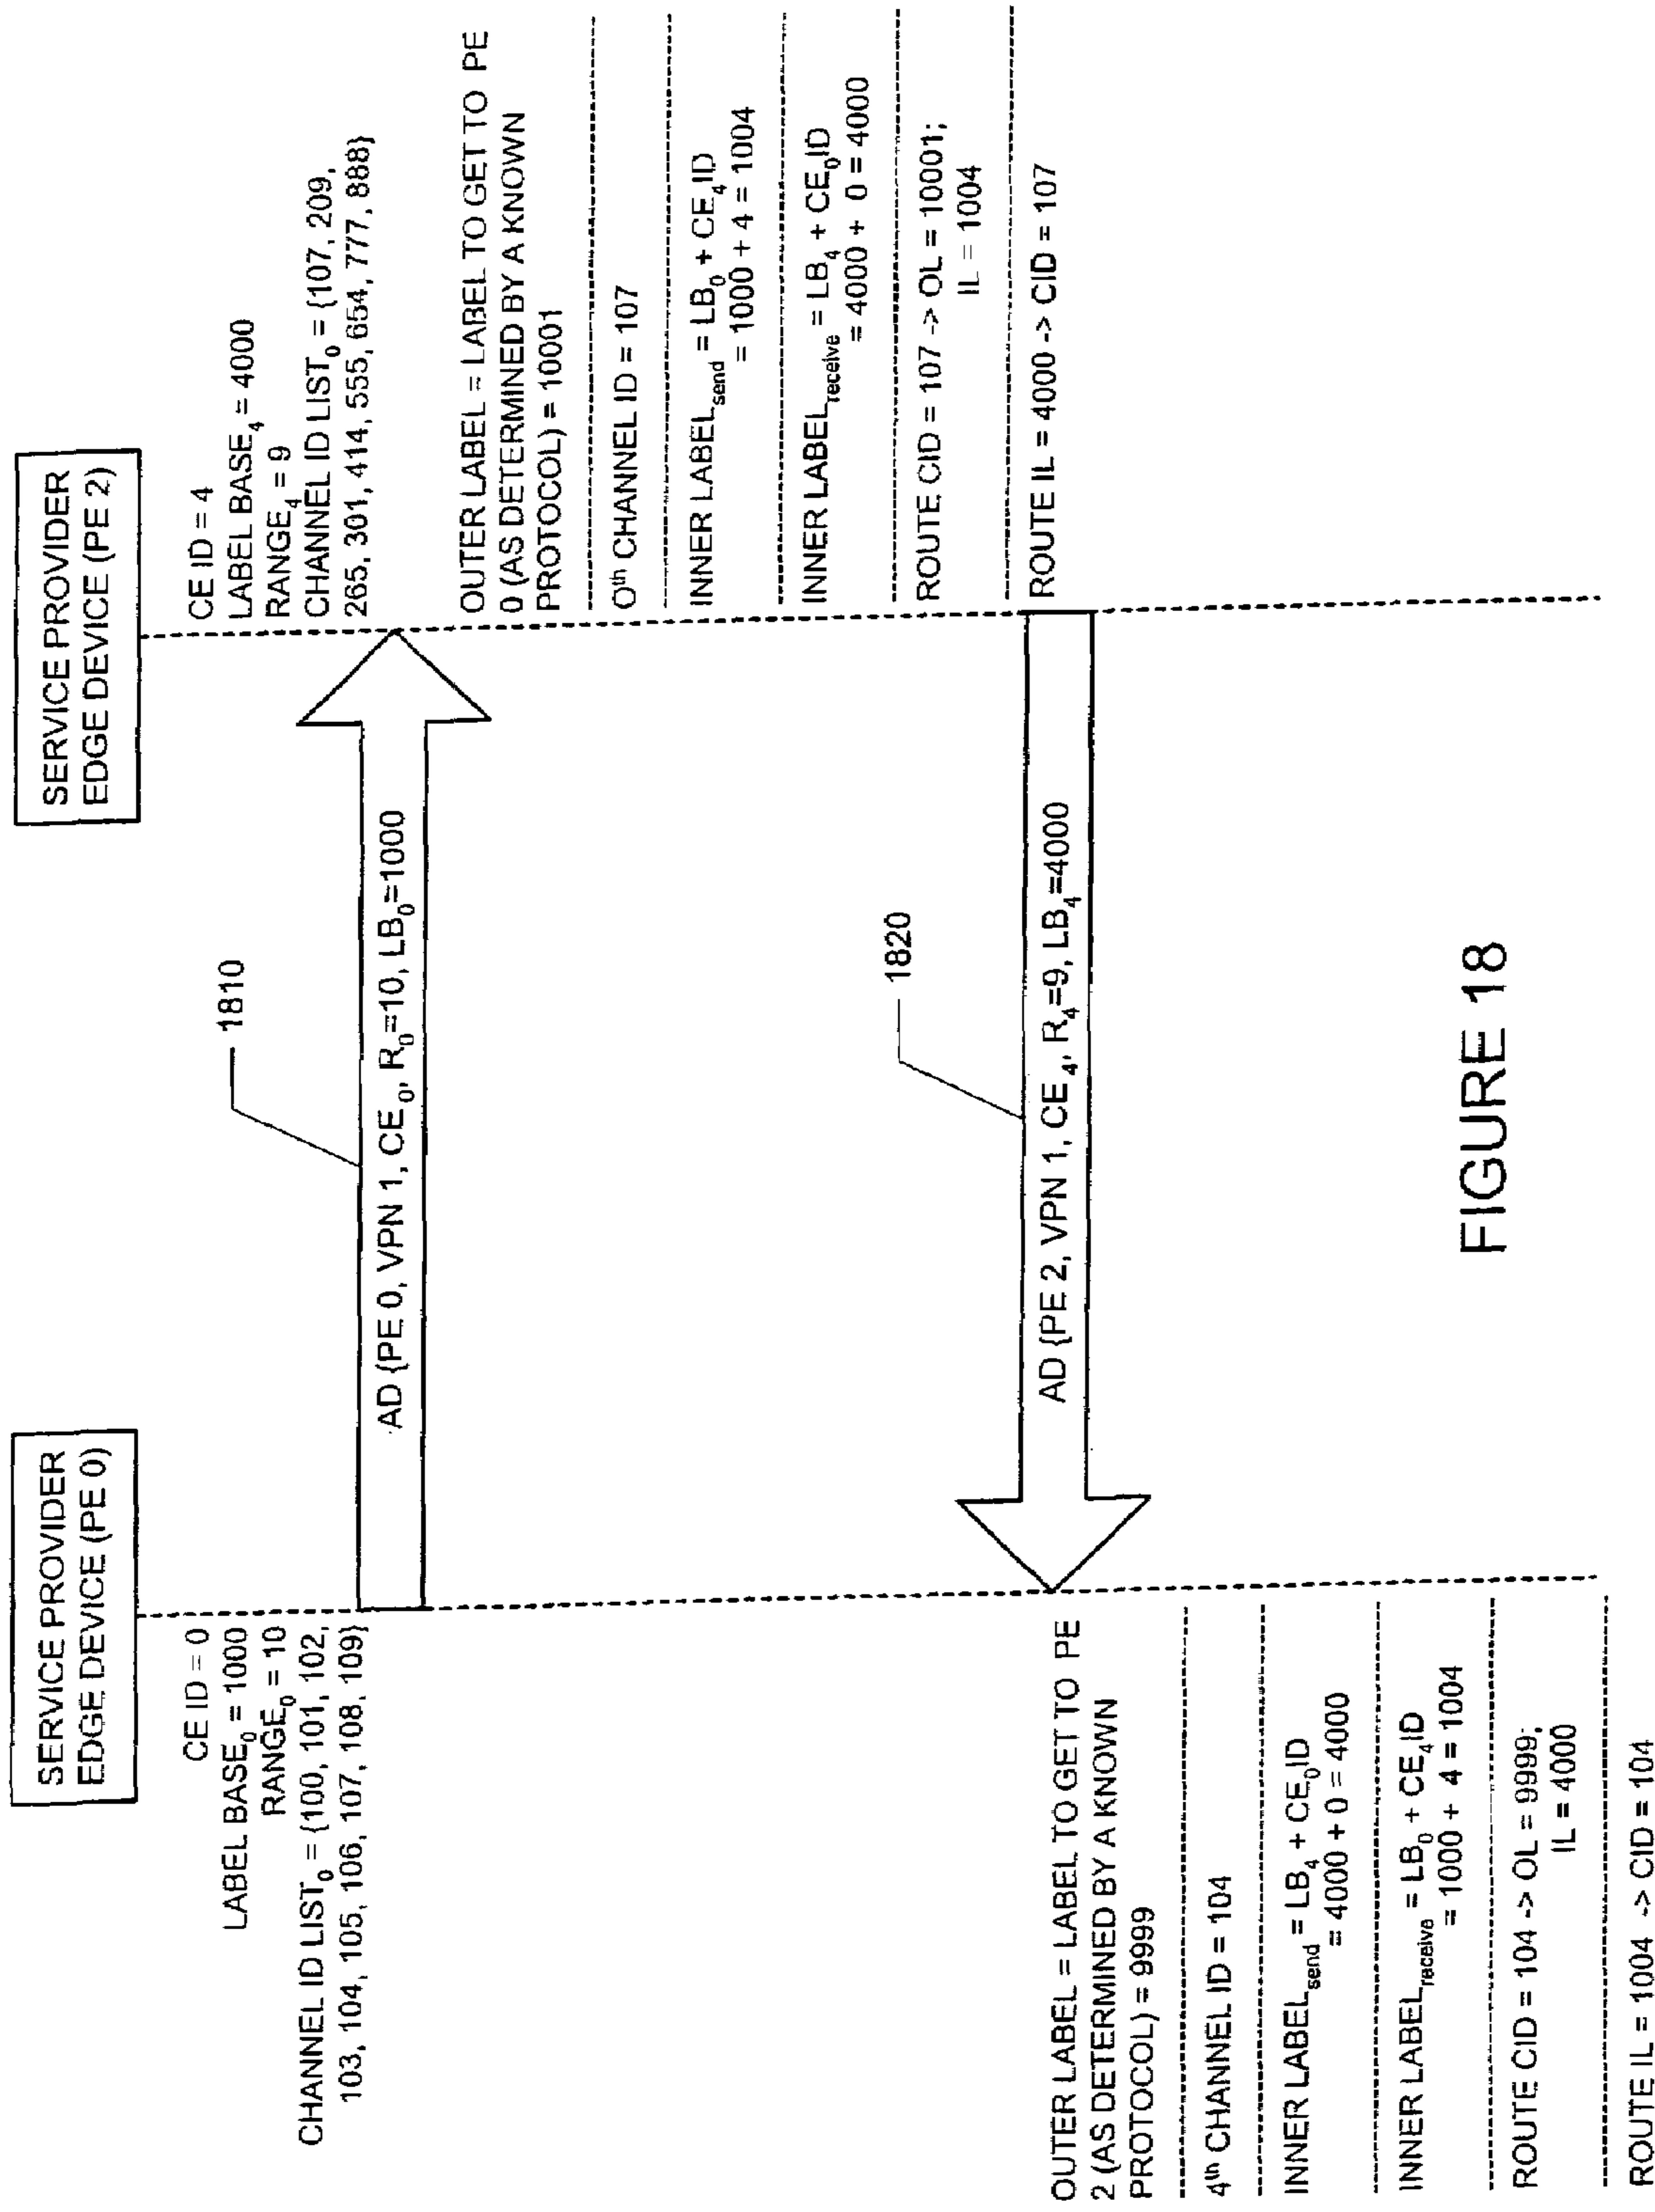 SERVICE PROVIDER
EDGE DEVICE (PE 0)
CE ID = 0
LABEL BASE₀ = 1000
RANGE₀ = 10
CHANNEL ID LIST₀ = {100, 101, 102,
103, 104, 105, 106, 107, 108, 109}
SERVICE PROVIDER
EDGE DEVICE (PE 2)
CE ID = 4
LABEL BASE₄ = 4000
RANGE₄ = 9
CHANNEL ID LIST₀ = {107, 209,
265, 301, 414, 555, 654, 777, 888}
1810
AD {PE 0, VPN 1, CE₀, R₀=10, LB₀=1000
OUTER LABEL = LABEL TO GET TO PE
0 (AS DETERMINED BY A KNOWN
PROTOCOL) = 10001
0th CHANNEL ID = 107
INNER LABELsend = LB₀ + CE₄ID
= 1000 + 4 = 1004
INNER LABELreceive = LB₄ + CE₀ID
= 4000 + 0 = 4000
ROUTE CID = 107 -> OL = 10001;
IL = 1004
ROUTE IL = 4000 -> CID = 107
1820
AD {PE 2, VPN 1, CE₄, R₄=9, LB₄=4000
OUTER LABEL = LABEL TO GET TO PE
2 (AS DETERMINED BY A KNOWN
PROTOCOL) = 9999
4th CHANNEL ID = 104
INNER LABELsend = LB₄ + CE₀ID
= 4000 + 0 = 4000
INNER LABELreceive = LB₀ + CE₄ID
= 1000 + 4 = 1004
ROUTE CID = 104 -> OL = 9999;
IL = 4000
ROUTE IL = 1004 -> CID = 104
FIGURE 18